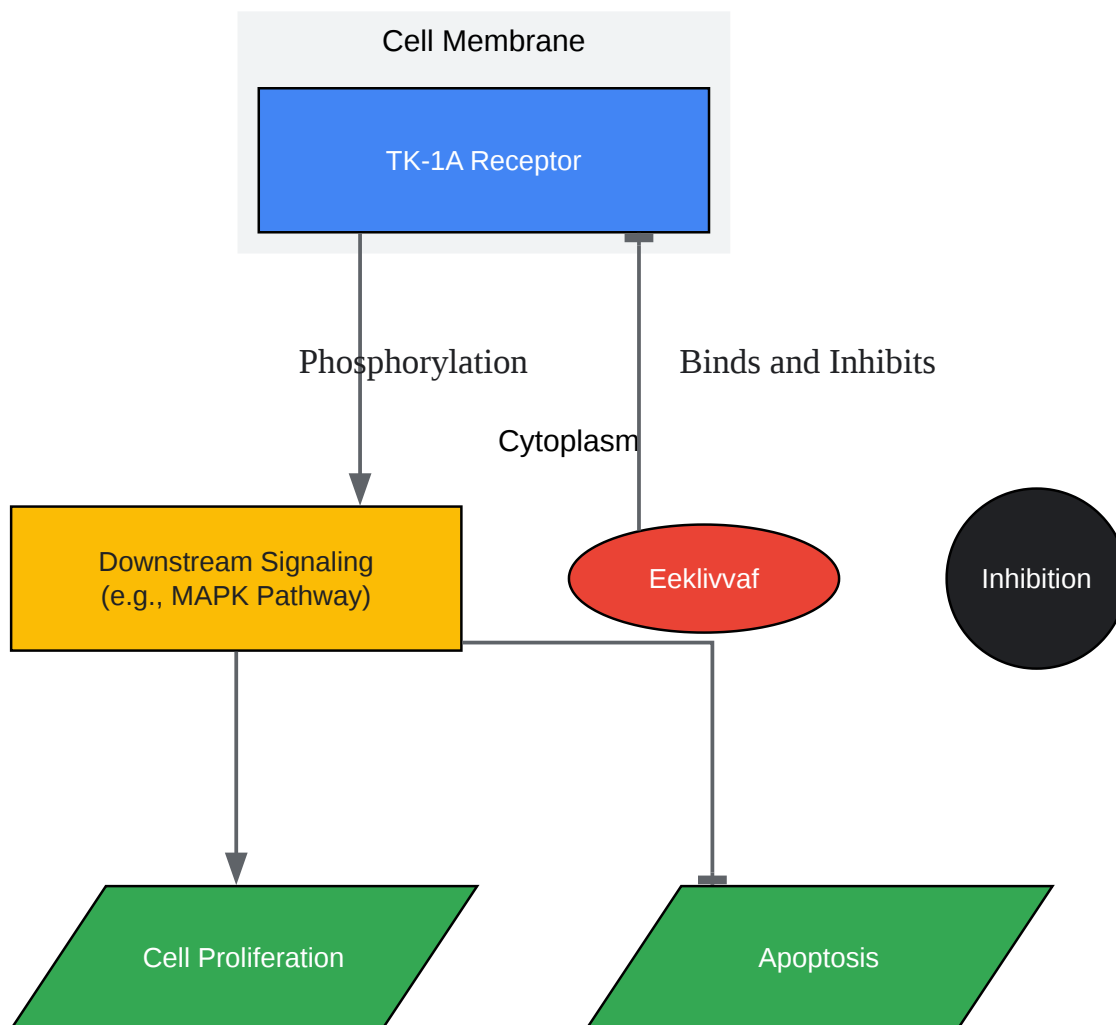 Cell Membrane
TK-1A Receptor
Phosphorylation
Binds and Inhibits
Cytoplasm
Downstream Signaling
(e.g., MAPK Pathway)
Eeklivvaf
Inhibition
Cell Proliferation
Apoptosis